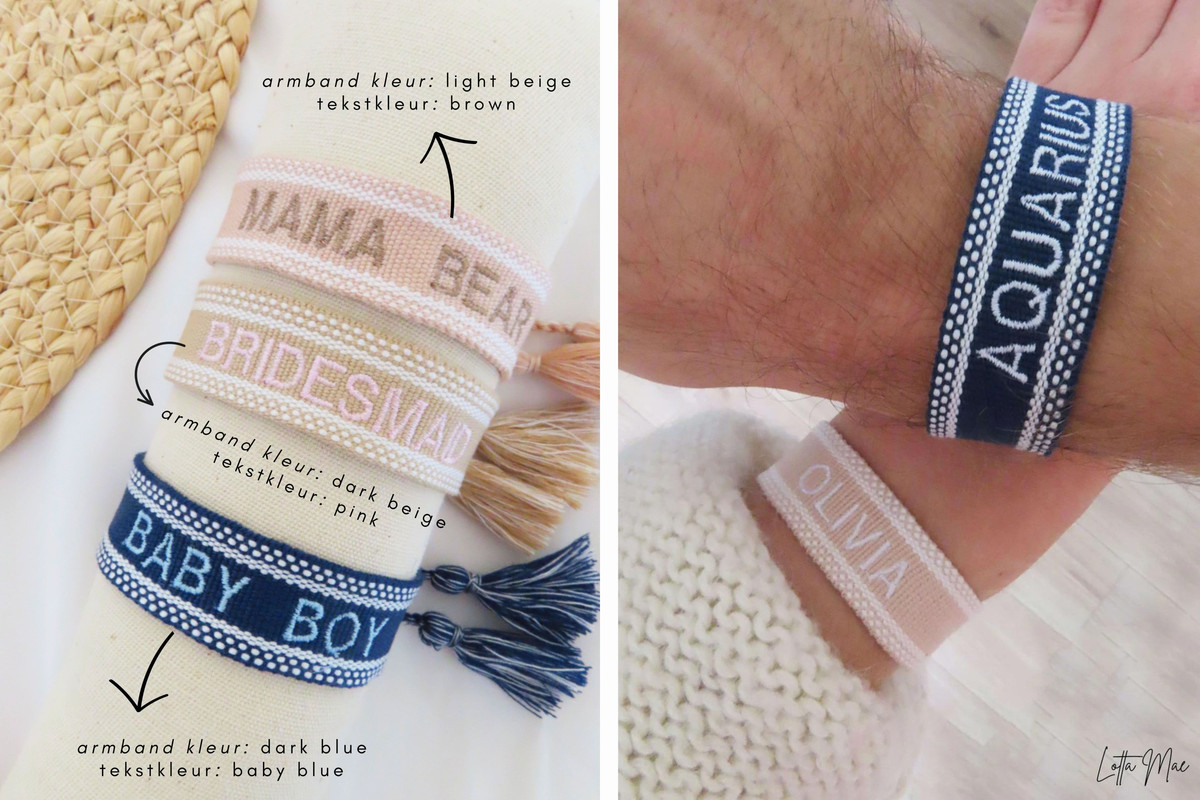 armband kleur: light beige
tekstkleur: brown
MAMA BEAR
BRIDESMAID
armband kleur: dark beige
tekstkleur: pink
BABY BOY
armband kleur: dark blue
tekstkleur: baby blue
AQUARIUS
OLIVIA
Lotta Mae